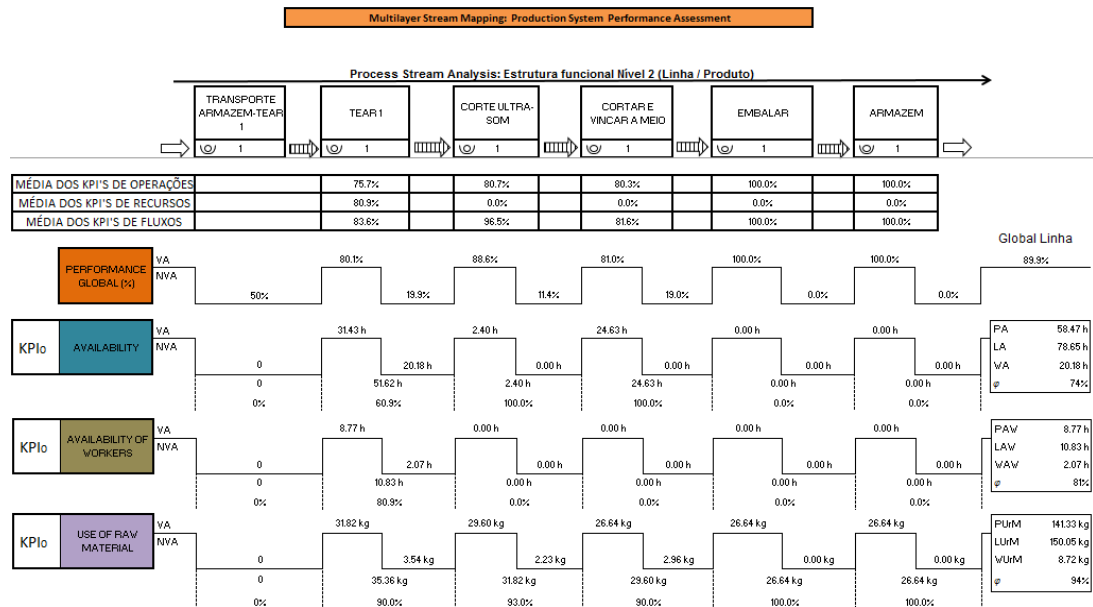 Multilayer Stream Mapping: Production System Performance Assessment
Process Stream Analysis: Estrutura funcional Nível 2 (Linha / Produto)
TRANSPORTE ARMAZEM-TEAR 1
TEAR 1
CORTE ULTRA-SOM
CORTAR E VINCAR A MEIO
EMBALAR
ARMAZEM
1 1 1 1 1 1
MÉDIA DOS KPI'S DE OPERAÇÕES 75.7% 80.7% 80.3% 100.0% 100.0%
MÉDIA DOS KPI'S DE RECURSOS 80.9% 0.0% 0.0% 0.0% 0.0%
MÉDIA DOS KPI'S DE FLUXOS 83.6% 96.5% 81.6% 100.0% 100.0%
Global Linha
PERFORMANCE GLOBAL (%)
VA 80.1% 88.6% 81.0% 100.0% 100.0% 89.9%
NVA
50% 19.9% 11.4% 19.0% 0.0% 0.0%
KPIo AVAILABILITY
VA 31.43 h 2.40 h 24.63 h 0.00 h 0.00 h
NVA
0 20.18 h 0.00 h 0.00 h 0.00 h 0.00 h
0 51.62 h 2.40 h 24.63 h 0.00 h 0.00 h
0% 60.9% 100.0% 100.0% 0.0% 0.0%
PA 58.47 h
LA 78.65 h
WA 20.18 h
φ 74%
KPIo AVAILABILITY OF WORKERS
VA 8.77 h 0.00 h 0.00 h 0.00 h 0.00 h
NVA
0 2.07 h 0.00 h 0.00 h 0.00 h 0.00 h
0 10.83 h 0.00 h 0.00 h 0.00 h 0.00 h
0% 80.9% 0.0% 0.0% 0.0% 0.0%
PAW 8.77 h
LAW 10.83 h
WAW 2.07 h
φ 81%
KPIo USE OF RAW MATERIAL
VA 31.82 kg 29.60 kg 26.64 kg 26.64 kg 26.64 kg
NVA
0 3.54 kg 2.23 kg 2.96 kg 0.00 kg 0.00 kg
0 35.36 kg 31.82 kg 29.60 kg 26.64 kg 26.64 kg
0% 90.0% 93.0% 90.0% 100.0% 100.0%
PUrM 141.33 kg
LUrM 150.05 kg
WUrM 8.72 kg
φ 94%